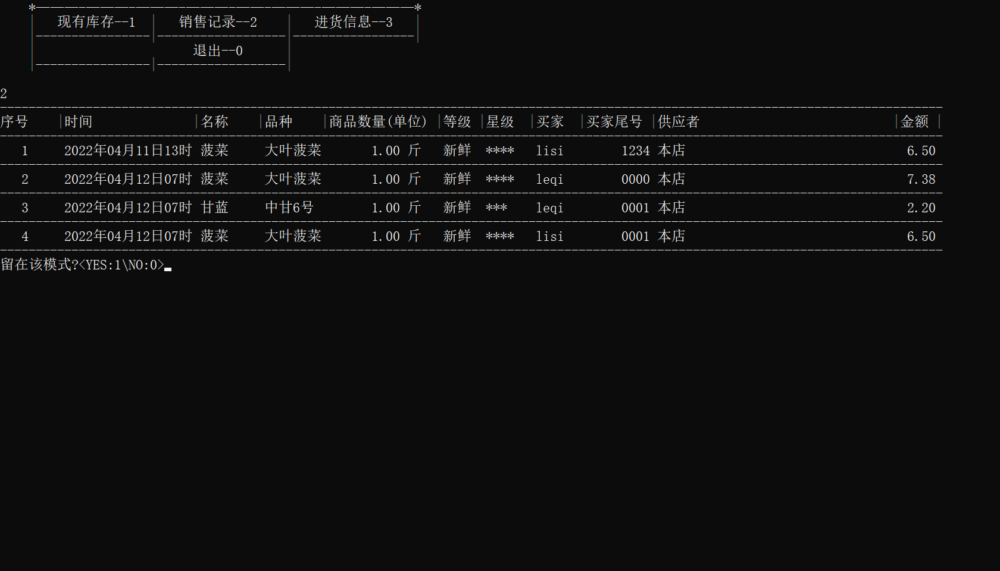 现有库存--1 | 销售记录--2 | 进货信息--3 |
退出--0
2
序号 |时间 |名称 |品种 |商品数量(单位) |等级 |星级 |买家 |买家尾号 |供应者 |金额 |
1 2022年04月11日13时 菠菜 大叶菠菜 1.00 斤 新鲜 **** lisi 1234 本店 6.50
2 2022年04月12日07时 菠菜 大叶菠菜 1.00 斤 新鲜 **** leqi 0000 本店 7.38
3 2022年04月12日07时 甘蓝 中甘6号 1.00 斤 新鲜 *** leqi 0001 本店 2.20
4 2022年04月12日07时 菠菜 大叶菠菜 1.00 斤 新鲜 **** lisi 0001 本店 6.50
留在该模式?<YES:1\NO:0>